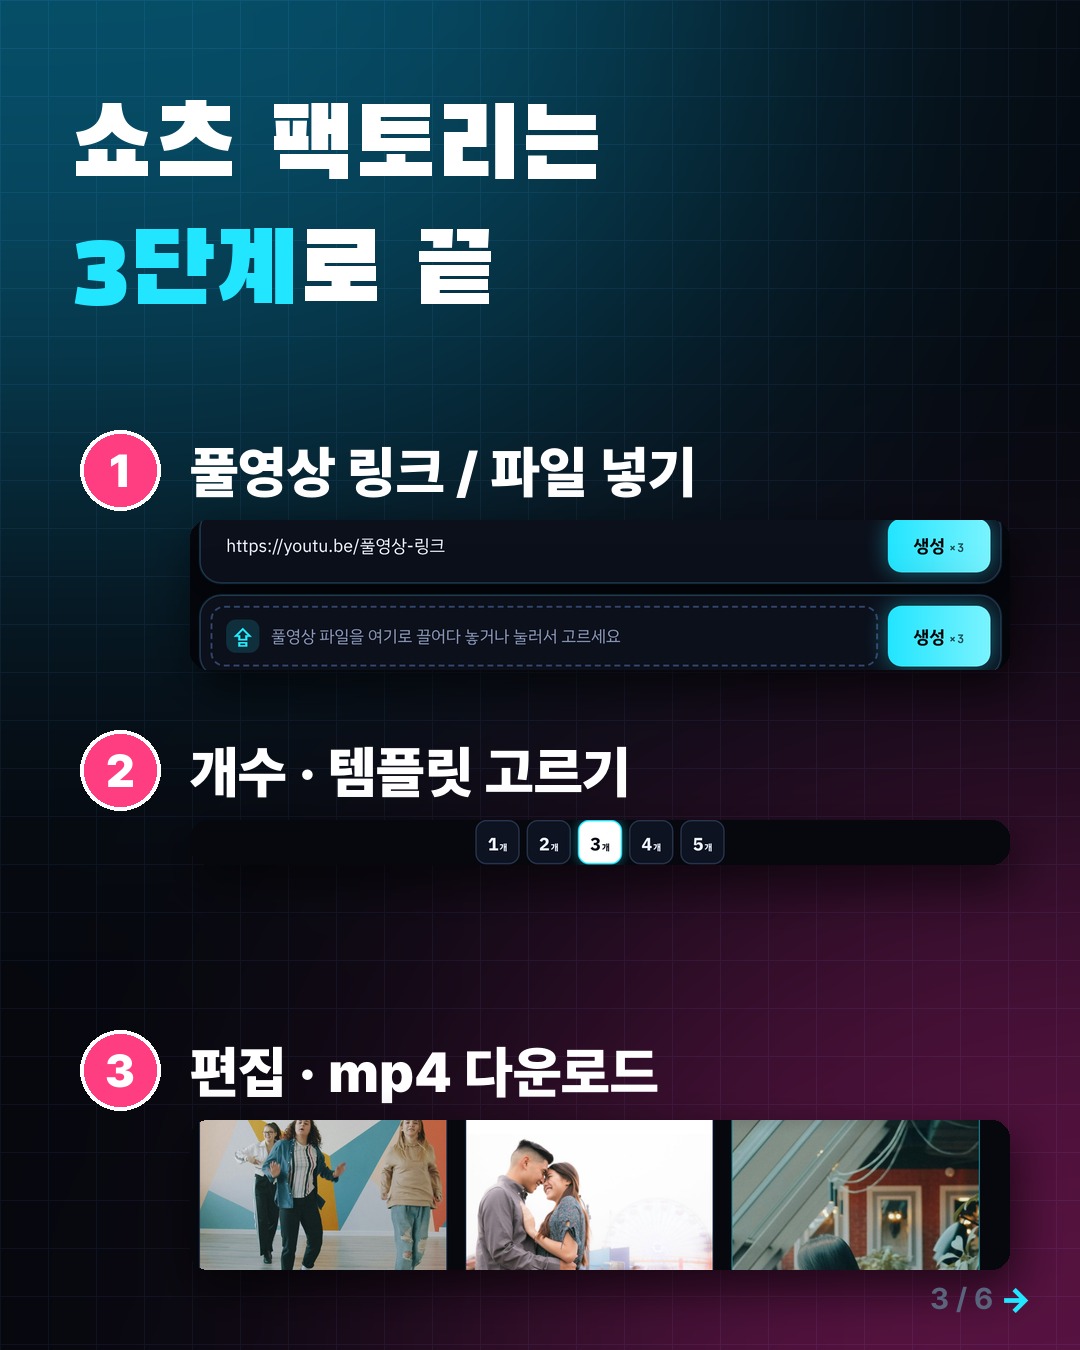 쇼츠 팩토리는
3단계로 끝
1 풀영상 링크 / 파일 넣기
https://youtu.be/풀영상-링크 생성 ×3
풀영상 파일을 여기로 끌어다 놓거나 눌러서 고르세요 생성 ×3
2 개수 · 템플릿 고르기
1개 2개 3개 4개 5개
3 편집 · mp4 다운로드
3 / 6 →